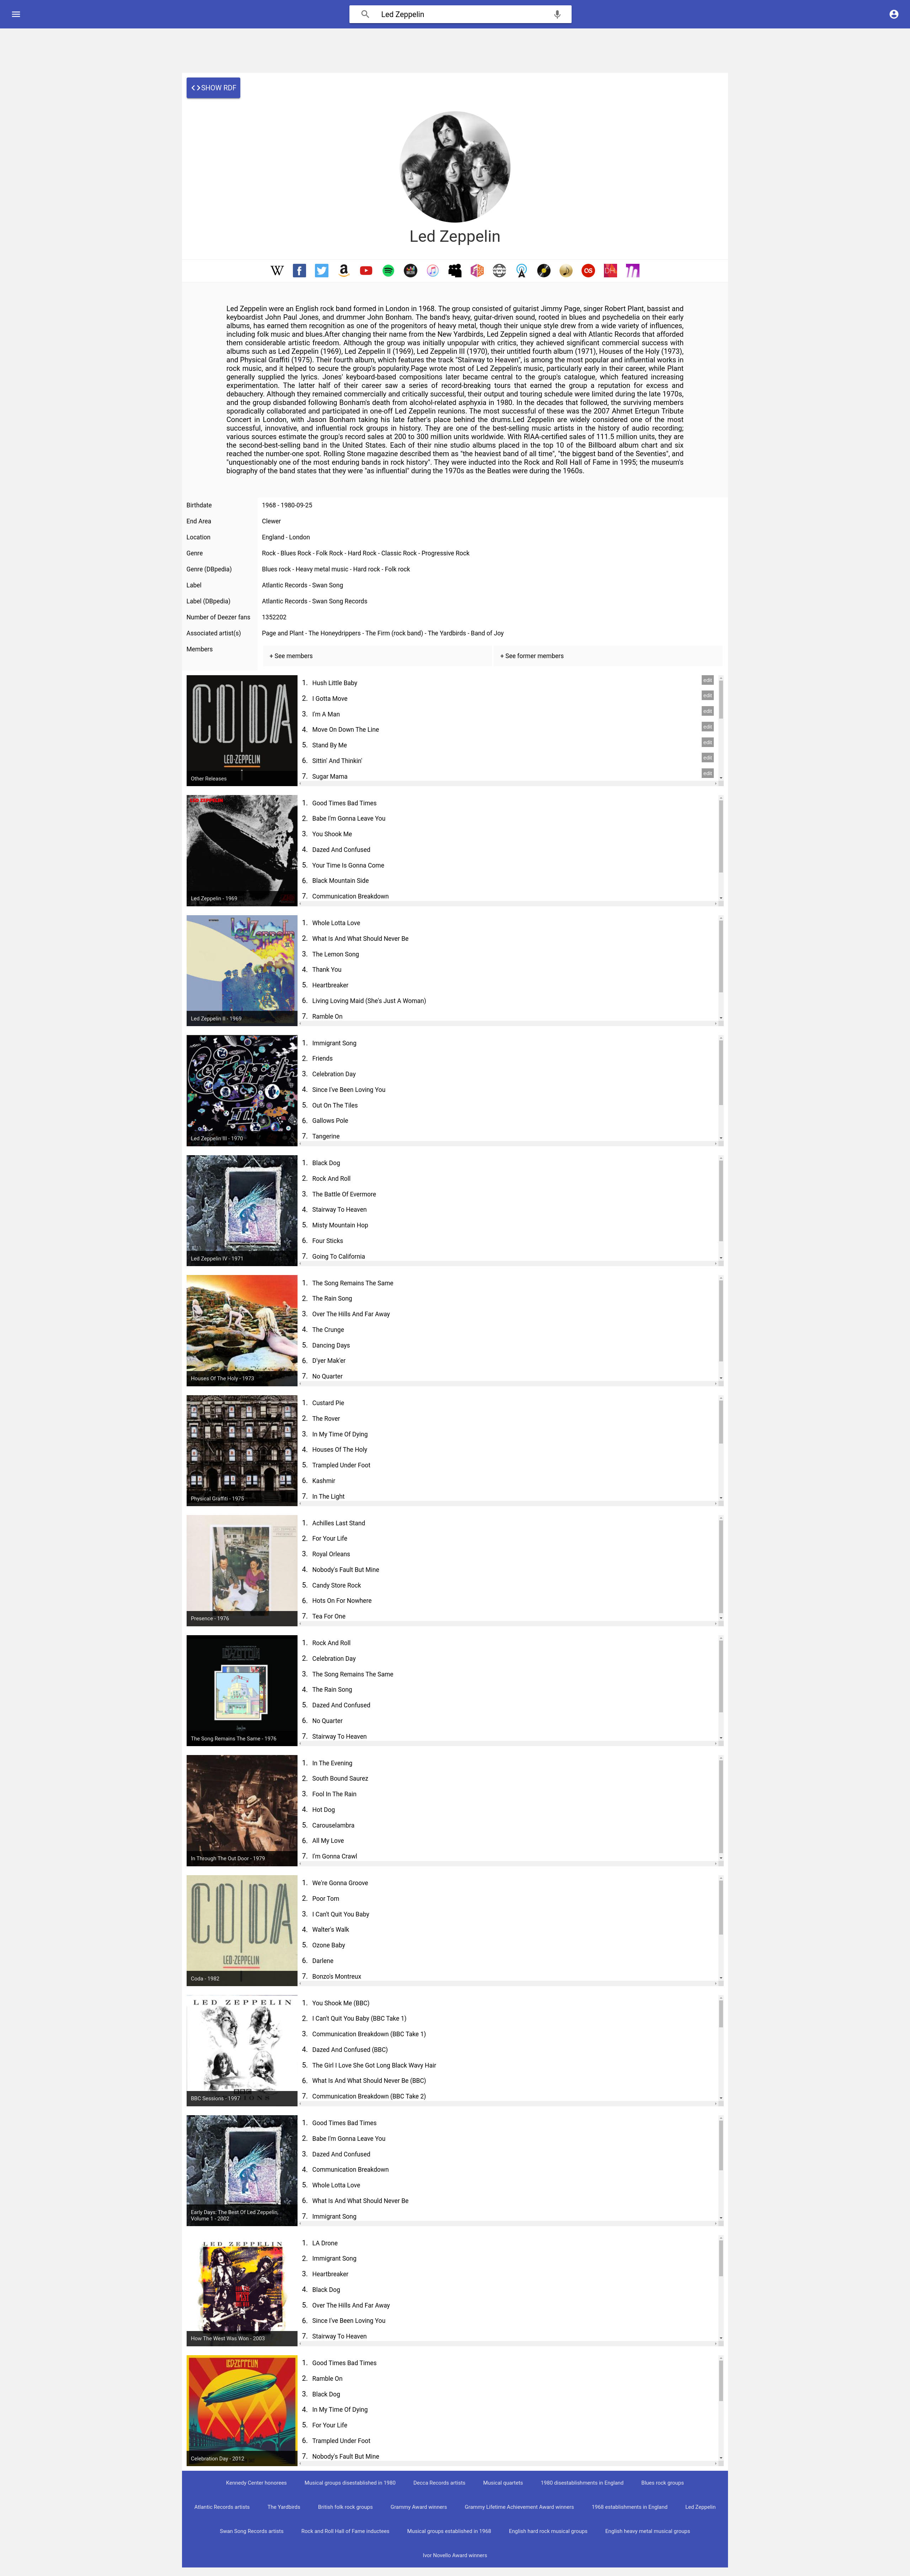 Led Zeppelin
<>SHOW RDF
Led Zeppelin
Led Zeppelin were an English rock band formed in London in 1968. The group consisted of guitarist Jimmy Page, singer Robert Plant, bassist and
keyboardist John Paul Jones, and drummer John Bonham. The band's heavy, guitar-driven sound, rooted in blues and psychedelia on their early
albums, has earned them recognition as one of the progenitors of heavy metal, though their unique style drew from a wide variety of influences,
including folk music and blues.After changing their name from the New Yardbirds, Led Zeppelin signed a deal with Atlantic Records that afforded
them considerable artistic freedom. Although the group was initially unpopular with critics, they achieved significant commercial success with
albums such as Led Zeppelin (1969), Led Zeppelin II (1969), Led Zeppelin III (1970), their untitled fourth album (1971), Houses of the Holy (1973),
and Physical Graffiti (1975). Their fourth album, which features the track "Stairway to Heaven", is among the most popular and influential works in
rock music, and it helped to secure the group's popularity.Page wrote most of Led Zeppelin's music, particularly early in their career, while Plant
generally supplied the lyrics. Jones' keyboard-based compositions later became central to the group's catalogue, which featured increasing
experimentation. The latter half of their career saw a series of record-breaking tours that earned the group a reputation for excess and
debauchery. Although they remained commercially and critically successful, their output and touring schedule were limited during the late 1970s,
and the group disbanded following Bonham's death from alcohol-related asphyxia in 1980. In the decades that followed, the surviving members
sporadically collaborated and participated in one-off Led Zeppelin reunions. The most successful of these was the 2007 Ahmet Ertegun Tribute
Concert in London, with Jason Bonham taking his late father's place behind the drums.Led Zeppelin are widely considered one of the most
successful, innovative, and influential rock groups in history. They are one of the best-selling music artists in the history of audio recording;
various sources estimate the group's record sales at 200 to 300 million units worldwide. With RIAA-certified sales of 111.5 million units, they are
the second-best-selling band in the United States. Each of their nine studio albums placed in the top 10 of the Billboard album chart and six
reached the number-one spot. Rolling Stone magazine described them as "the heaviest band of all time", "the biggest band of the Seventies", and
"unquestionably one of the most enduring bands in rock history". They were inducted into the Rock and Roll Hall of Fame in 1995; the museum's
biography of the band states that they were "as influential" during the 1970s as the Beatles were during the 1960s.
Birthdate 1968 - 1980-09-25
End Area Clewer
Location England - London
Genre Rock - Blues Rock - Folk Rock - Hard Rock - Classic Rock - Progressive Rock
Genre (DBpedia) Blues rock - Heavy metal music - Hard rock - Folk rock
Label Atlantic Records - Swan Song
Label (DBpedia) Atlantic Records - Swan Song Records
Number of Deezer fans 1352202
Associated artist(s) Page and Plant - The Honeydrippers - The Firm (rock band) - The Yardbirds - Band of Joy
Members + See members + See former members
CODA
LED-ZEPPELIN
Other Releases
1. Hush Little Baby edit
2. I Gotta Move edit
3. I'm A Man edit
4. Move On Down The Line edit
5. Stand By Me edit
6. Sittin' And Thinkin' edit
7. Sugar Mama edit
Led Zeppelin - 1969
1. Good Times Bad Times
2. Babe I'm Gonna Leave You
3. You Shook Me
4. Dazed And Confused
5. Your Time Is Gonna Come
6. Black Mountain Side
7. Communication Breakdown
Led Zeppelin II - 1969
1. Whole Lotta Love
2. What Is And What Should Never Be
3. The Lemon Song
4. Thank You
5. Heartbreaker
6. Living Loving Maid (She's Just A Woman)
7. Ramble On
Led Zeppelin III - 1970
1. Immigrant Song
2. Friends
3. Celebration Day
4. Since I've Been Loving You
5. Out On The Tiles
6. Gallows Pole
7. Tangerine
Led Zeppelin IV - 1971
1. Black Dog
2. Rock And Roll
3. The Battle Of Evermore
4. Stairway To Heaven
5. Misty Mountain Hop
6. Four Sticks
7. Going To California
Houses Of The Holy - 1973
1. The Song Remains The Same
2. The Rain Song
3. Over The Hills And Far Away
4. The Crunge
5. Dancing Days
6. D'yer Mak'er
7. No Quarter
Physical Graffiti - 1975
1. Custard Pie
2. The Rover
3. In My Time Of Dying
4. Houses Of The Holy
5. Trampled Under Foot
6. Kashmir
7. In The Light
Presence - 1976
1. Achilles Last Stand
2. For Your Life
3. Royal Orleans
4. Nobody's Fault But Mine
5. Candy Store Rock
6. Hots On For Nowhere
7. Tea For One
The Song Remains The Same - 1976
1. Rock And Roll
2. Celebration Day
3. The Song Remains The Same
4. The Rain Song
5. Dazed And Confused
6. No Quarter
7. Stairway To Heaven
In Through The Out Door - 1979
1. In The Evening
2. South Bound Saurez
3. Fool In The Rain
4. Hot Dog
5. Carouselambra
6. All My Love
7. I'm Gonna Crawl
CODA
LED-ZEPPELIN
Coda - 1982
1. We're Gonna Groove
2. Poor Tom
3. I Can't Quit You Baby
4. Walter's Walk
5. Ozone Baby
6. Darlene
7. Bonzo's Montreux
LED ZEPPELIN
BBC Sessions - 1997
1. You Shook Me (BBC)
2. I Can't Quit You Baby (BBC Take 1)
3. Communication Breakdown (BBC Take 1)
4. Dazed And Confused (BBC)
5. The Girl I Love She Got Long Black Wavy Hair
6. What Is And What Should Never Be (BBC)
7. Communication Breakdown (BBC Take 2)
Early Days: The Best Of Led Zeppelin,
Volume 1 - 2002
1. Good Times Bad Times
2. Babe I'm Gonna Leave You
3. Dazed And Confused
4. Communication Breakdown
5. Whole Lotta Love
6. What Is And What Should Never Be
7. Immigrant Song
LED ZEPPELIN
How The West Was Won - 2003
1. LA Drone
2. Immigrant Song
3. Heartbreaker
4. Black Dog
5. Over The Hills And Far Away
6. Since I've Been Loving You
7. Stairway To Heaven
LED ZEPPELIN
Celebration Day - 2012
1. Good Times Bad Times
2. Ramble On
3. Black Dog
4. In My Time Of Dying
5. For Your Life
6. Trampled Under Foot
7. Nobody's Fault But Mine
Kennedy Center honorees Musical groups disestablished in 1980 Decca Records artists Musical quartets 1980 disestablishments in England Blues rock groups
Atlantic Records artists The Yardbirds British folk rock groups Grammy Award winners Grammy Lifetime Achievement Award winners 1968 establishments in England Led Zeppelin
Swan Song Records artists Rock and Roll Hall of Fame inductees Musical groups established in 1968 English hard rock musical groups English heavy metal musical groups
Ivor Novello Award winners